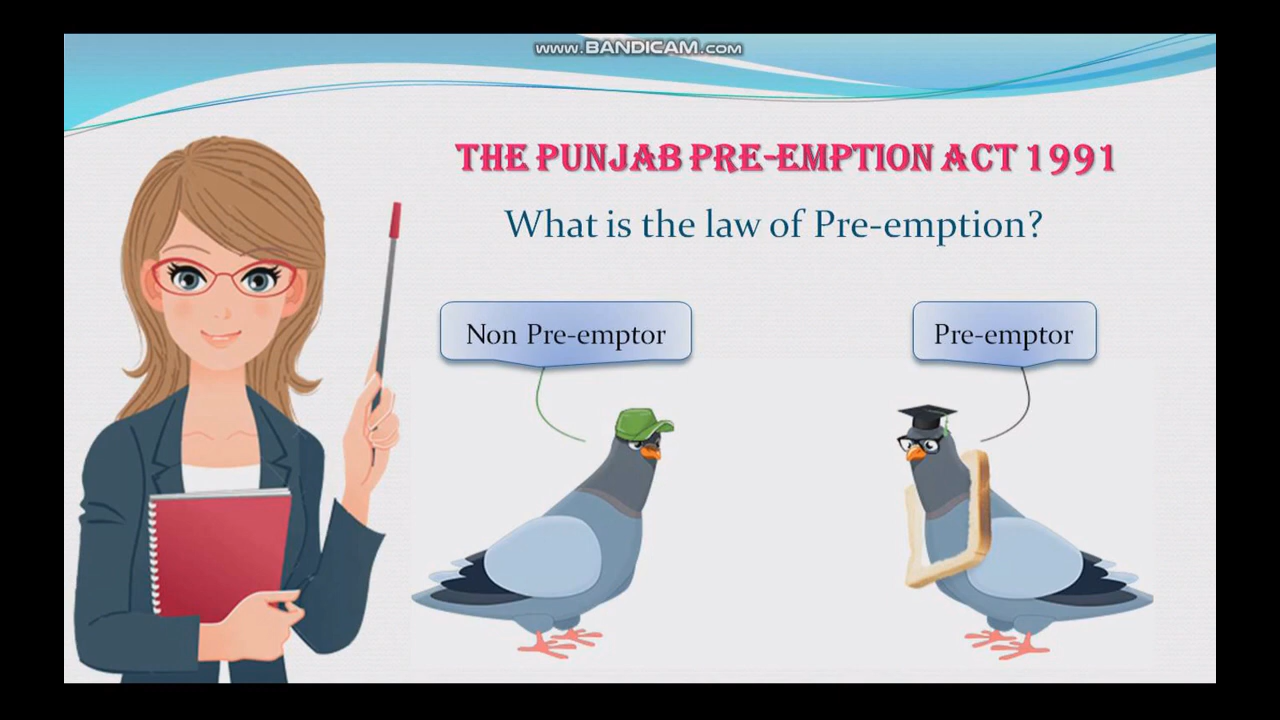 www.BANDICAM.com
THE PUNJAB PRE-EMPTION ACT 1991
What is the law of Pre-emption?
Non Pre-emptor
Pre-emptor